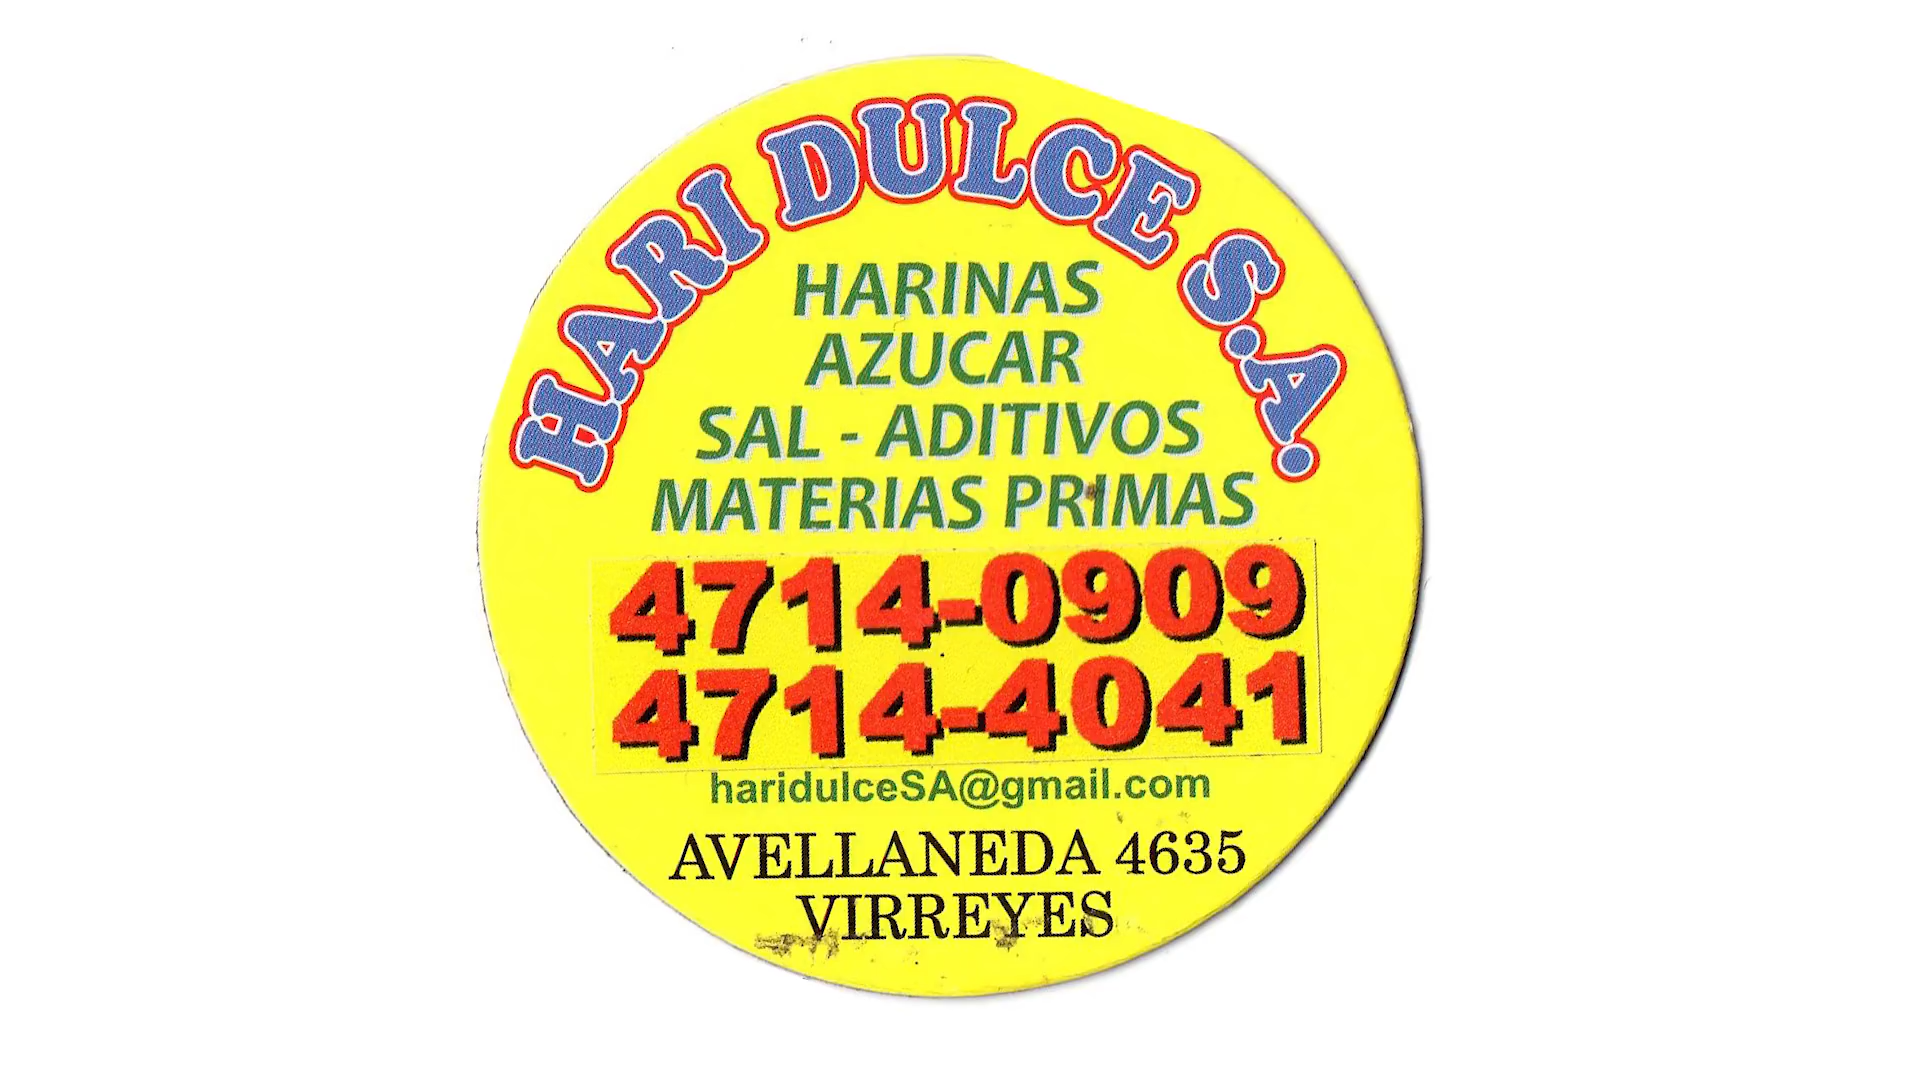 HARI DULCE S.A.
HARINAS
AZUCAR
SAL - ADITIVOS
MATERIAS PRIMAS
4714-0909
4714-4041
haridulceSA@gmail.com
AVELLANEDA 4635
VIRREYES